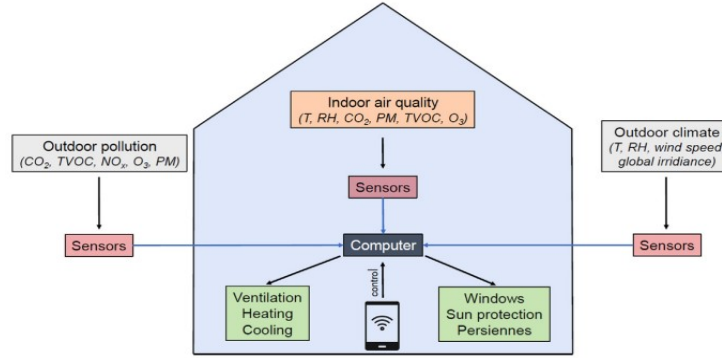 Indoor air quality
(T, RH, CO₂, PM, TVOC, O₃)
Outdoor pollution
(CO₂, TVOC, NOₓ, O₃, PM)
Outdoor climate
(T, RH, wind speed
global irridiance)
Sensors
Sensors
Computer
Sensors
control
Ventilation
Heating
Cooling
Windows
Sun protection
Persiennes